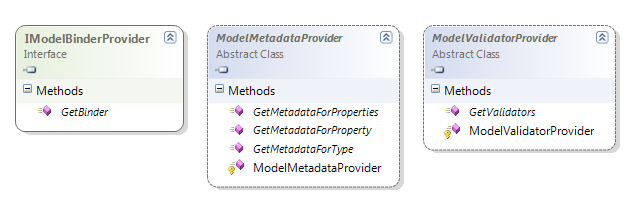 IModelBinderProvider
Interface
Methods
GetBinder
ModelMetadataProvider
Abstract Class
Methods
GetMetadataForProperties
GetMetadataForProperty
GetMetadataForType
ModelMetadataProvider
ModelValidatorProvider
Abstract Class
Methods
GetValidators
ModelValidatorProvider